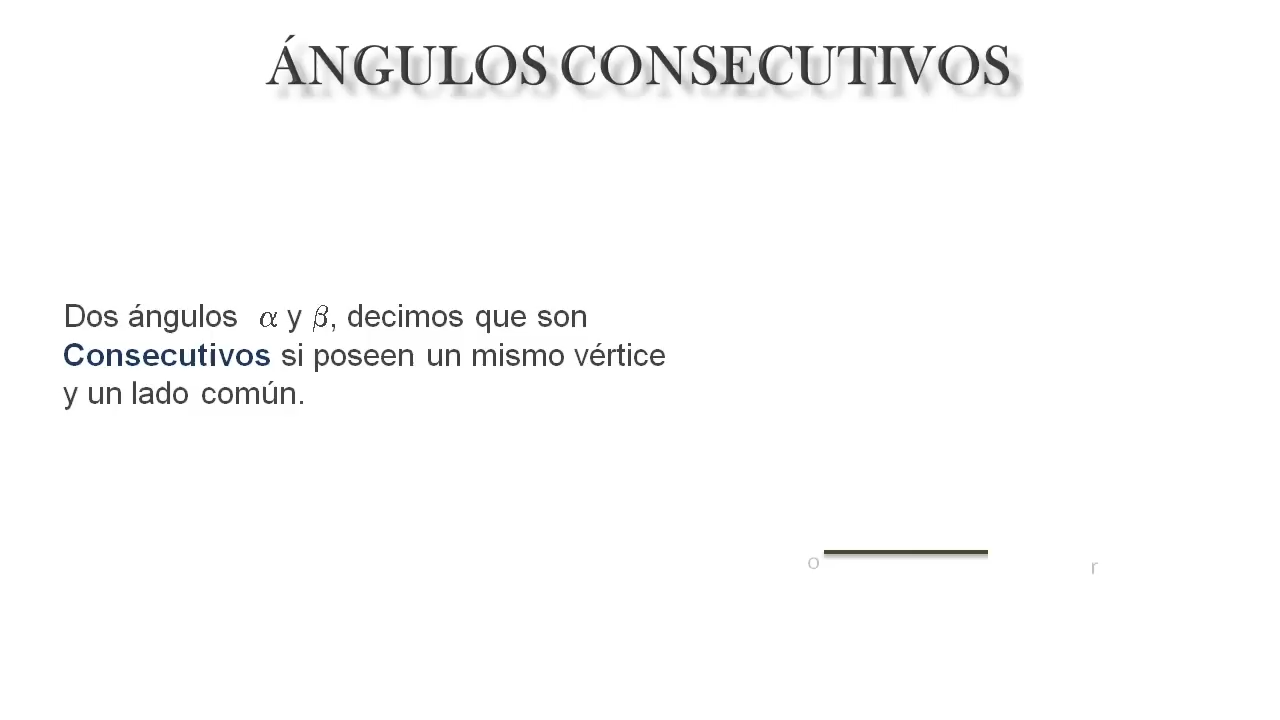 ÁNGULOS CONSECUTIVOS
Dos ángulos α y β, decimos que son
Consecutivos si poseen un mismo vértice
y un lado común.
o
r